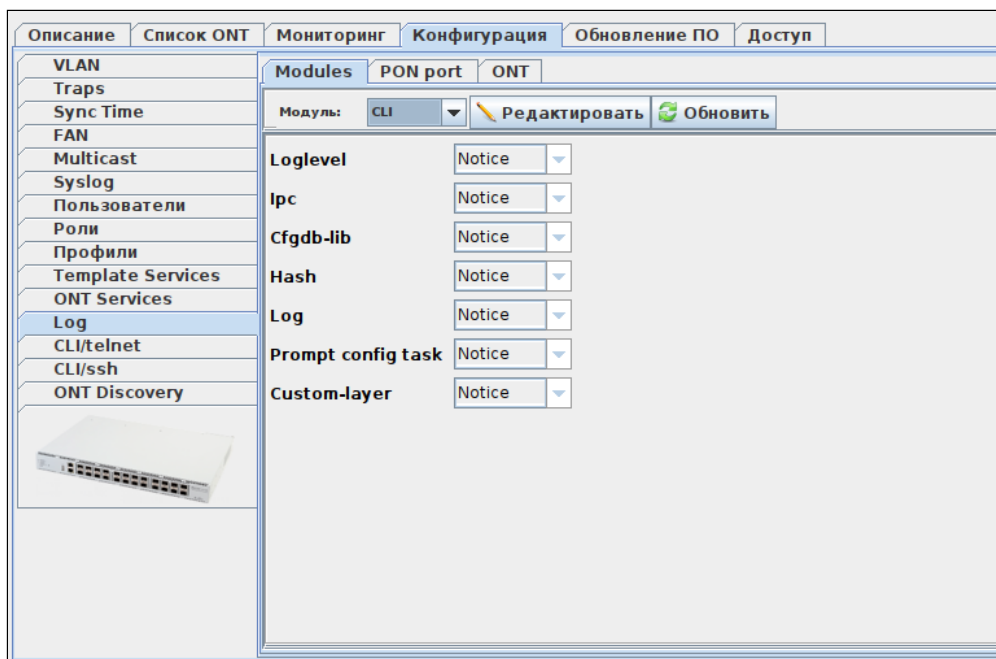 Описание Список ONT Мониторинг Конфигурация Обновление ПО Доступ
VLAN
Traps
Sync Time
FAN
Multicast
Syslog
Пользователи
Роли
Профили
Template Services
ONT Services
Log
CLI/telnet
CLI/ssh
ONT Discovery
Modules PON port ONT
Модуль: CLI Редактировать Обновить
Loglevel Notice
Ipc Notice
Cfgdb-lib Notice
Hash Notice
Log Notice
Prompt config task Notice
Custom-layer Notice